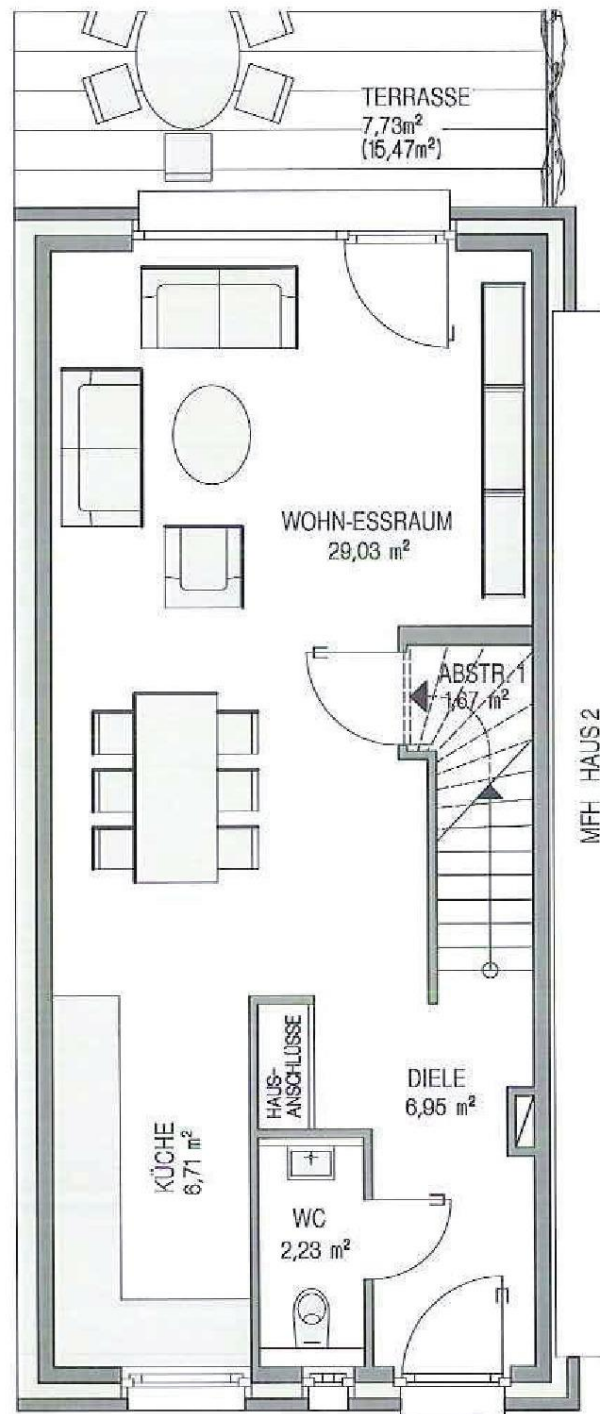 TERRASSE
7,73m²
(15,47m²)
WOHN-ESSRAUM
29,03 m²
ABSTR. 1
1,67 m²
MFH HAUS 2
HAUS-
ANSCHLÜSSE
DIELE
6,95 m²
KÜCHE
6,71 m²
WC
2,23 m²